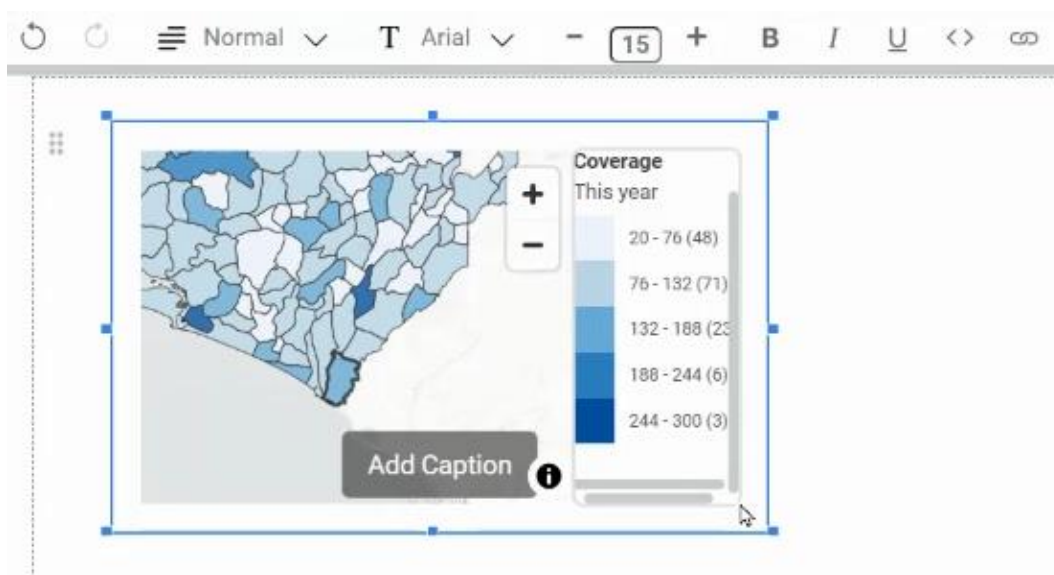 Normal T Arial - 15 + B I U <>
Coverage
This year
+
-
20 - 76 (48)
76 - 132 (71)
132 - 188 (23
188 - 244 (6)
244 - 300 (3)
Add Caption